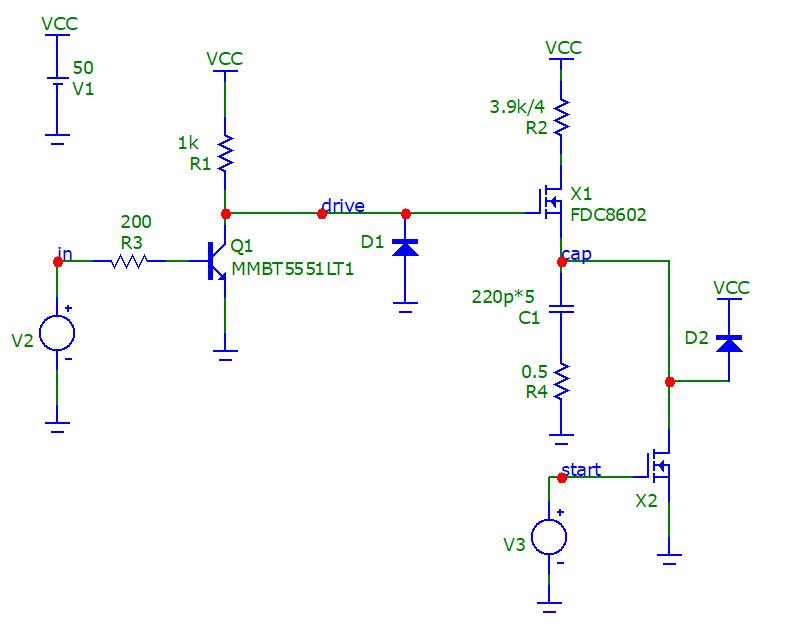 VCC
50
V1
VCC
1k
R1
VCC
3.9k/4
R2
X1
FDC8602
drive
200
R3
in
Q1
MMBT5551LT1
D1
cap
220p*5
C1
VCC
D2
V2
+
-
0.5
R4
start
X2
V3
+
-